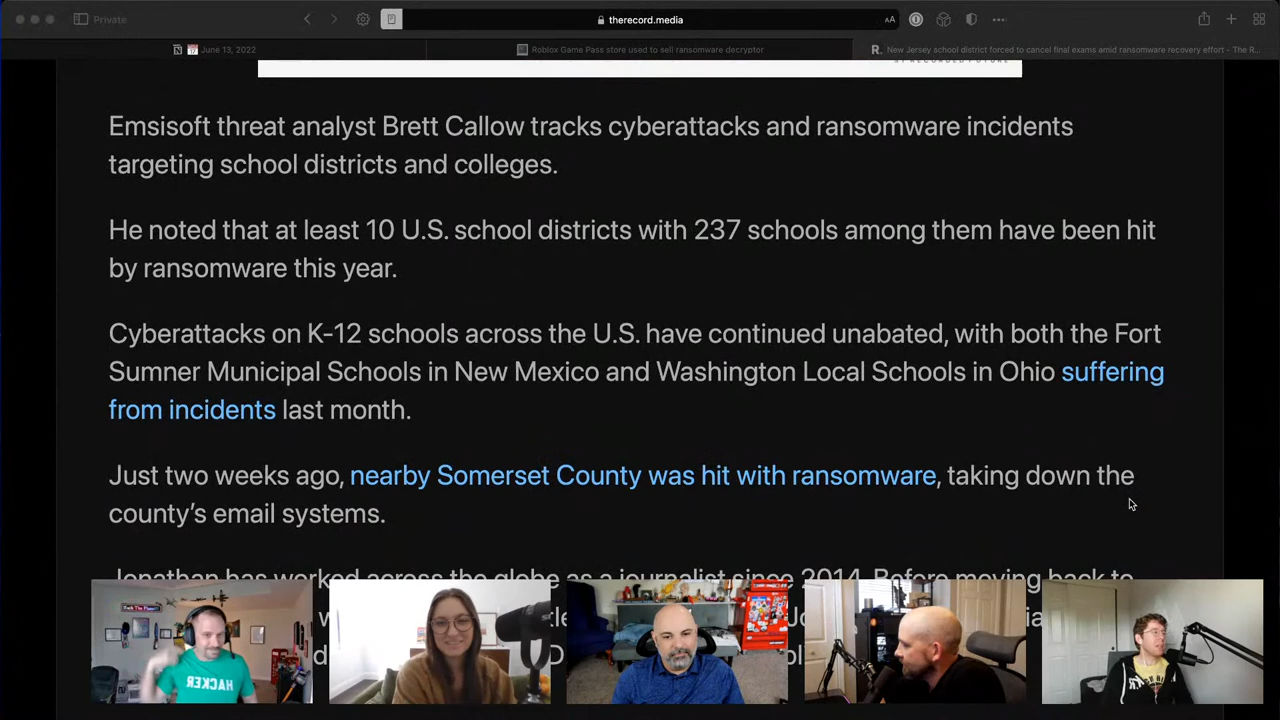 Private
therecord.media
AA
June 13, 2022
Roblox Game Pass store used to sell ransomware decryptor
New Jersey school district forced to cancel final exams amid ransomware recovery effort - The R...
Emsisoft threat analyst Brett Callow tracks cyberattacks and ransomware incidents
targeting school districts and colleges.
He noted that at least 10 U.S. school districts with 237 schools among them have been hit
by ransomware this year.
Cyberattacks on K-12 schools across the U.S. have continued unabated, with both the Fort
Sumner Municipal Schools in New Mexico and Washington Local Schools in Ohio suffering
from incidents last month.
Just two weeks ago, nearby Somerset County was hit with ransomware, taking down the
county's email systems.
Jonathan has worked across the globe as a journalist since 2014. Before moving back to
HACKER